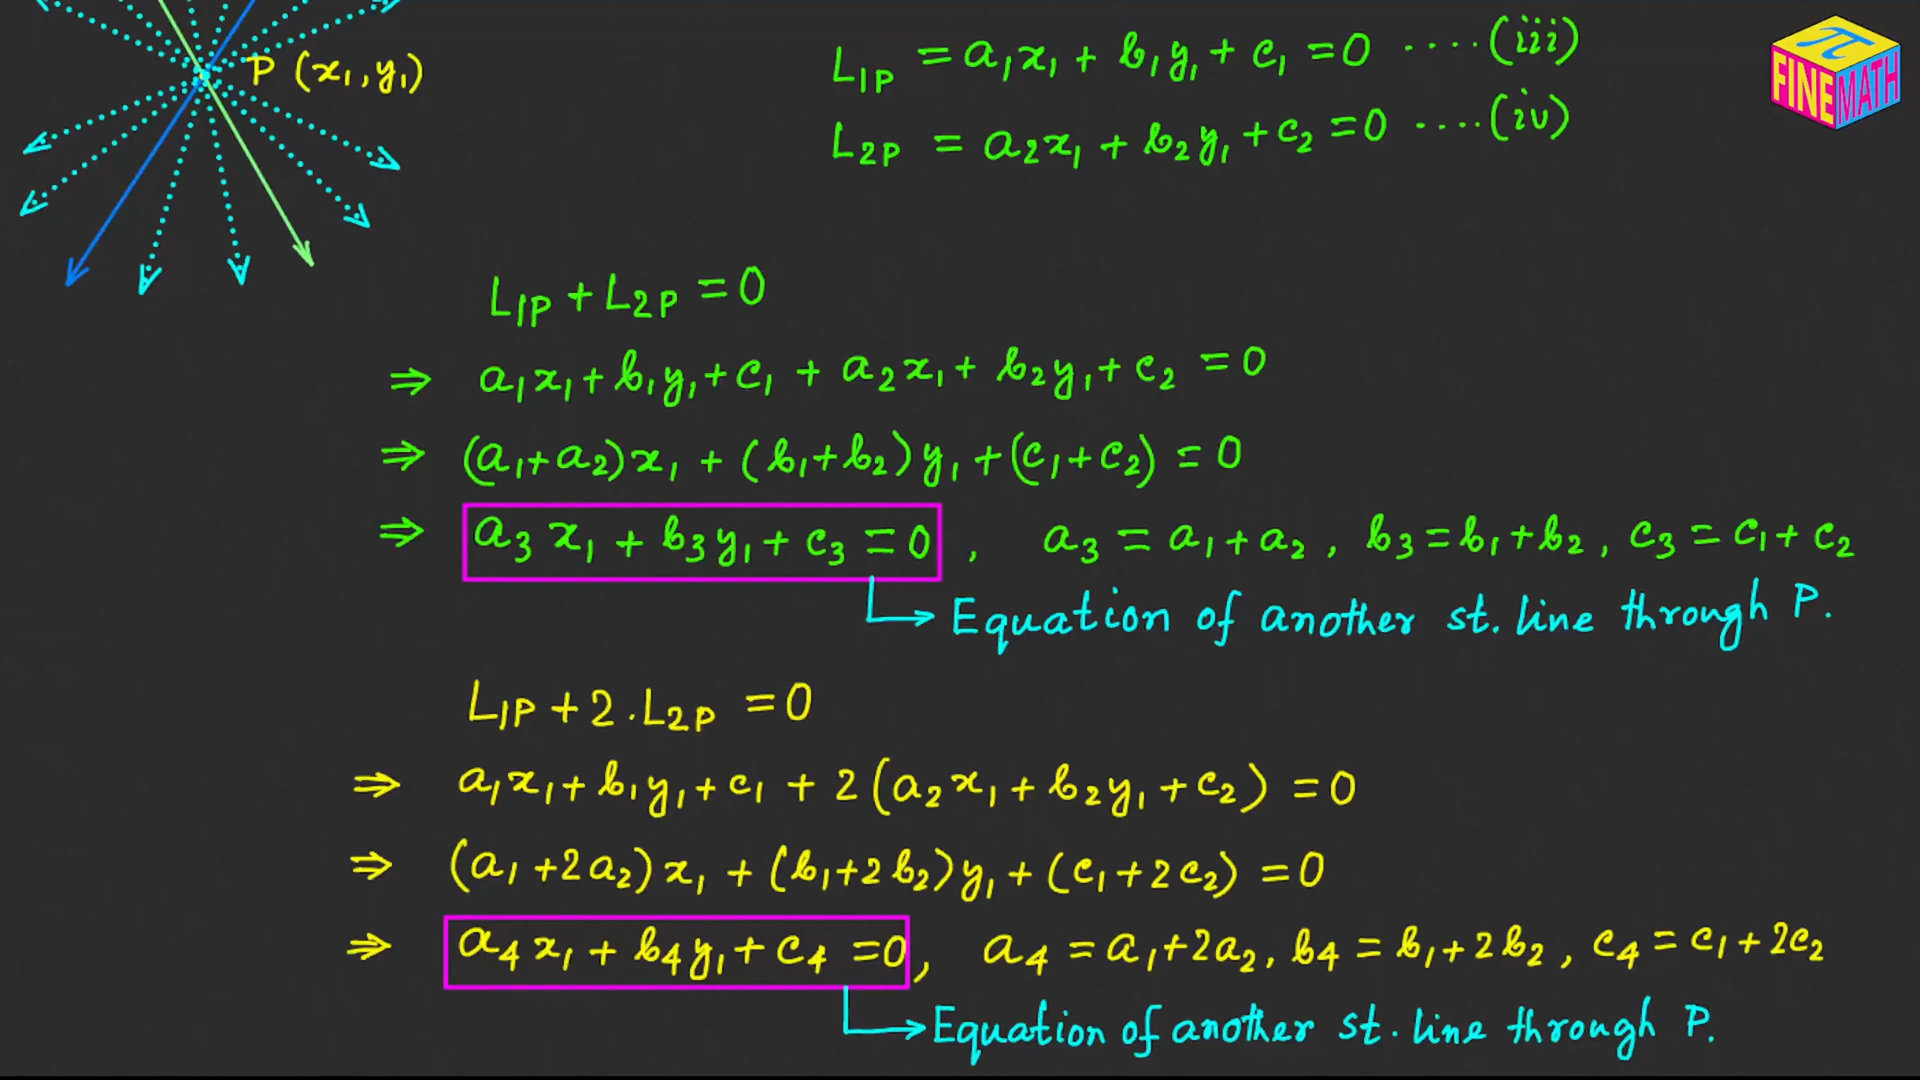 P (x₁, y₁)
L₁P = a₁x₁ + b₁y₁ + c₁ = 0 ....(iii)
π
FINE MATH
L₂P = a₂x₁ + b₂y₁ + c₂ = 0 ....(iv)
L₁P + L₂P = 0
⇒ a₁x₁ + b₁y₁ + c₁ + a₂x₁ + b₂y₁ + c₂ = 0
⇒ (a₁+a₂)x₁ + (b₁+b₂)y₁ + (c₁+c₂) = 0
⇒ a₃x₁ + b₃y₁ + c₃ = 0 , a₃ = a₁ + a₂ , b₃ = b₁ + b₂ , c₃ = c₁ + c₂
Equation of another st. line through P.
L₁P + 2 . L₂P = 0
⇒ a₁x₁ + b₁y₁ + c₁ + 2 (a₂x₁ + b₂y₁ + c₂) = 0
⇒ (a₁ + 2a₂)x₁ + (b₁+2b₂)y₁ + (c₁ + 2c₂) = 0
⇒ a₄x₁ + b₄y₁ + c₄ = 0 , a₄ = a₁ + 2a₂ , b₄ = b₁ + 2b₂ , c₄ = c₁ + 2c₂
Equation of another st. line through P.